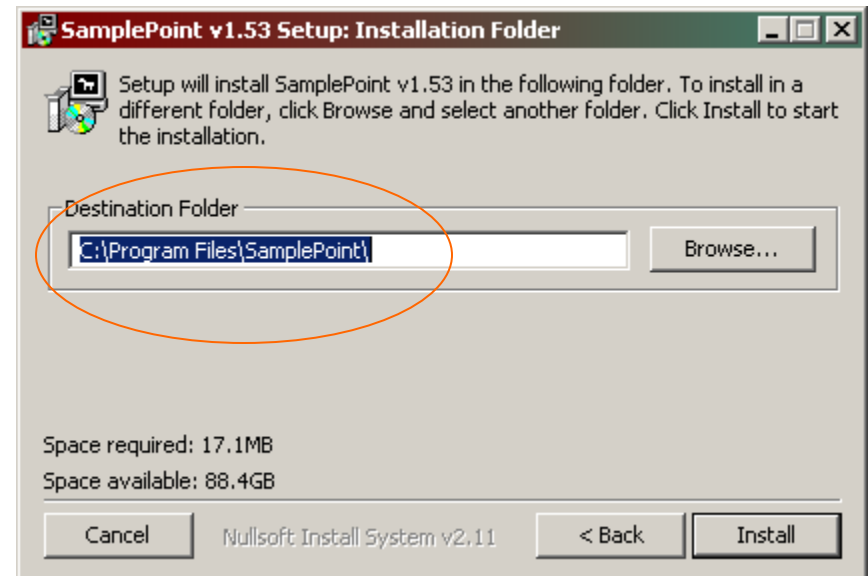 SamplePoint v1.53 Setup: Installation Folder
Setup will install SamplePoint v1.53 in the following folder. To install in a
different folder, click Browse and select another folder. Click Install to start
the installation.
Destination Folder
C:\Program Files\SamplePoint\
Browse...
Space required: 17.1MB
Space available: 88.4GB
Cancel
Nullsoft Install System v2.11
< Back
Install